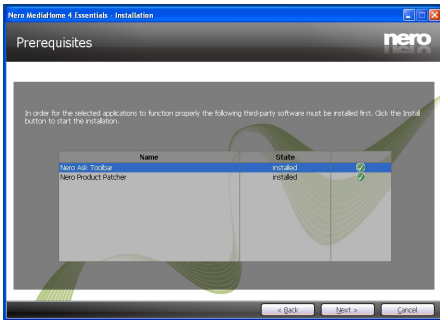 Nero MediaHome 4 Essentials - Installation
Prerequisites
nero
In order for the selected applications to function properly the following third-party software must be installed first. Click the Instal
button to start the installation.
Name State
Nero Ask Toolbar installed
Nero Product Patcher installed
< Back Next > Cancel